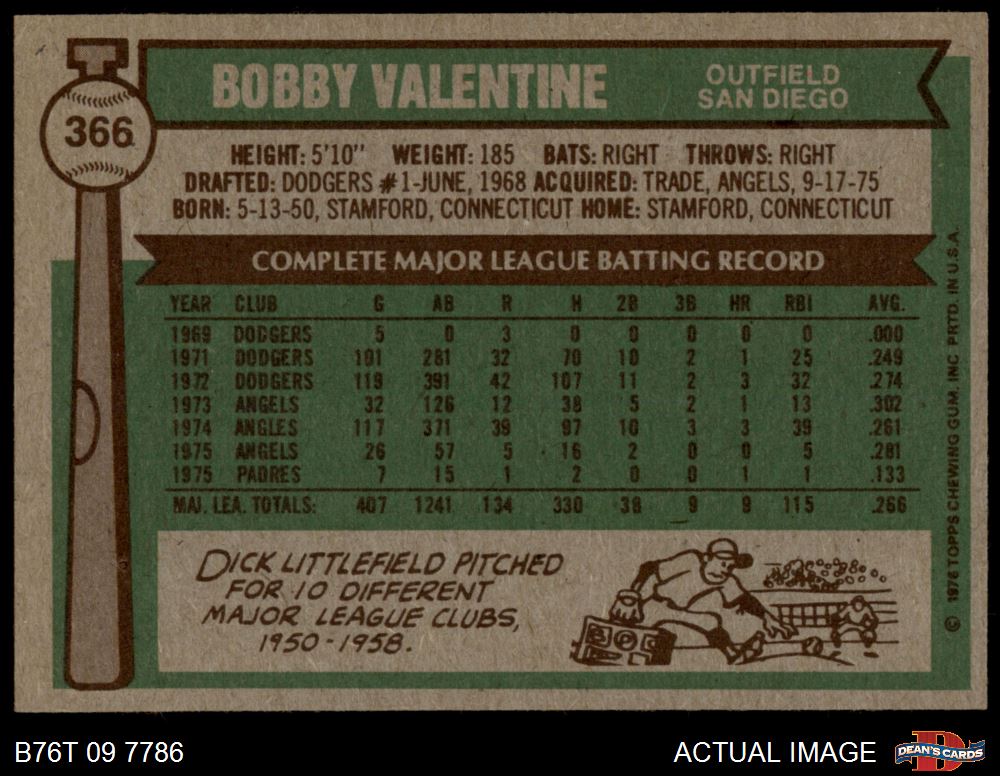 366
BOBBY VALENTINE
OUTFIELD
SAN DIEGO
HEIGHT: 5'10" WEIGHT: 185 BATS: RIGHT THROWS: RIGHT
DRAFTED: DODGERS #1-JUNE, 1968 ACQUIRED: TRADE, ANGELS, 9-17-75
BORN: 5-13-50, STAMFORD, CONNECTICUT HOME: STAMFORD, CONNECTICUT
COMPLETE MAJOR LEAGUE BATTING RECORD
YEAR CLUB G AB R H 2B 3B HR RBI AVG.
1969 DODGERS 5 0 3 0 0 0 0 0 .000
1971 DODGERS 101 281 32 70 10 2 1 25 .249
1972 DODGERS 119 391 42 107 11 2 3 32 .274
1973 ANGELS 32 126 12 38 5 2 1 13 .302
1974 ANGLES 117 371 39 97 10 3 3 39 .261
1975 ANGELS 26 57 5 16 2 0 0 5 .281
1975 PADRES 7 15 1 2 0 0 1 1 .133
MAJ. LEA. TOTALS: 407 1241 134 330 38 9 9 115 .266
DICK LITTLEFIELD PITCHED
FOR 10 DIFFERENT
MAJOR LEAGUE CLUBS,
1950-1958.
© 1976 TOPPS CHEWING GUM, INC. PRTD. IN U.S.A.
B76T 09 7786
ACTUAL IMAGE
DEAN'S CARDS